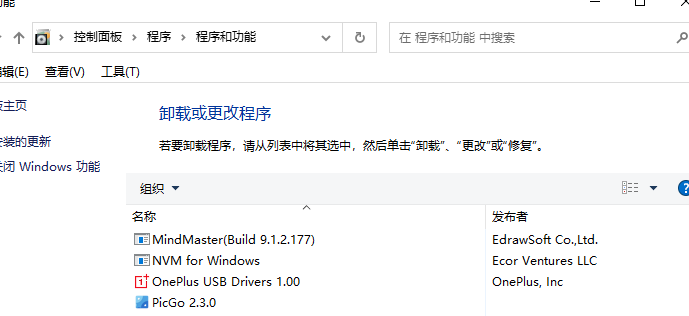 功能
控制面板 程序 程序和功能
在 程序和功能 中搜索
编辑(E) 查看(V) 工具(T)
主页
安装的更新
关闭 Windows 功能
卸载或更改程序
若要卸载程序，请从列表中将其选中，然后单击“卸载”、“更改”或“修复”。
组织
名称 发布者
MindMaster(Build 9.1.2.177) EdrawSoft Co.,Ltd.
NVM for Windows Ecor Ventures LLC
OnePlus USB Drivers 1.00 OnePlus, Inc
PicGo 2.3.0